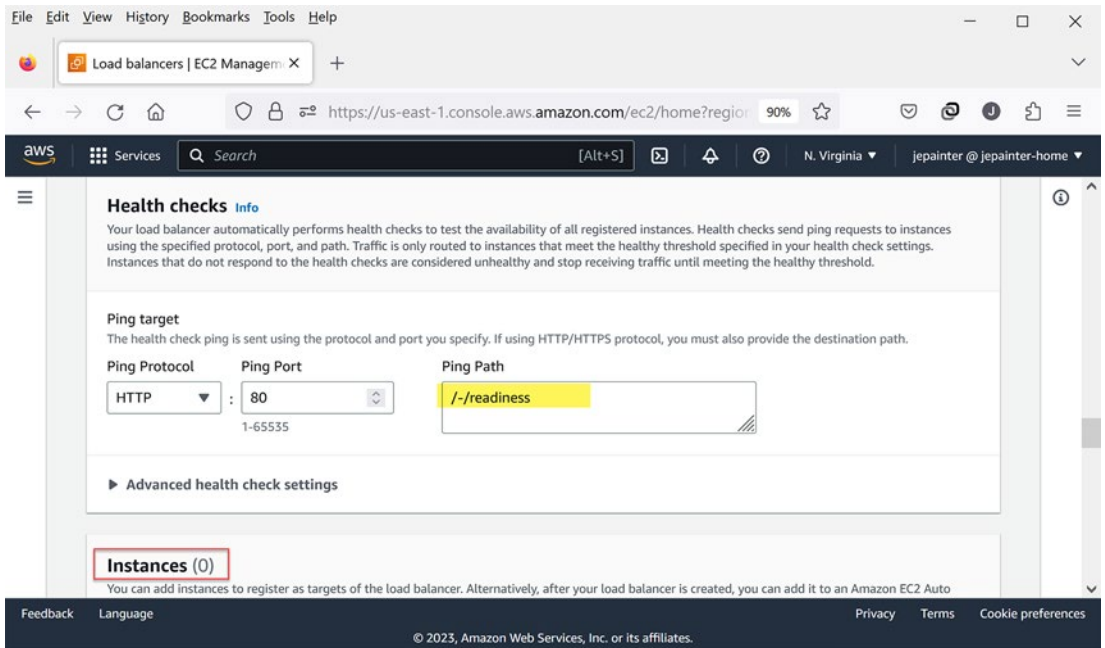 File Edit View History Bookmarks Tools Help
Load balancers | EC2 Managem
https://us-east-1.console.aws.amazon.com/ec2/home?region 90%
aws Services Search [Alt+S] N. Virginia jepainter @ jepainter-home
Health checks Info
Your load balancer automatically performs health checks to test the availability of all registered instances. Health checks send ping requests to instances
using the specified protocol, port, and path. Traffic is only routed to instances that meet the healthy threshold specified in your health check settings.
Instances that do not respond to the health checks are considered unhealthy and stop receiving traffic until meeting the healthy threshold.
Ping target
The health check ping is sent using the protocol and port you specify. If using HTTP/HTTPS protocol, you must also provide the destination path.
Ping Protocol Ping Port Ping Path
HTTP : 80 /-/readiness
1-65535
Advanced health check settings
Instances (0)
You can add instances to register as targets of the load balancer. Alternatively, after your load balancer is created, you can add it to an Amazon EC2 Auto
Feedback Language Privacy Terms Cookie preferences
© 2023, Amazon Web Services, Inc. or its affiliates.